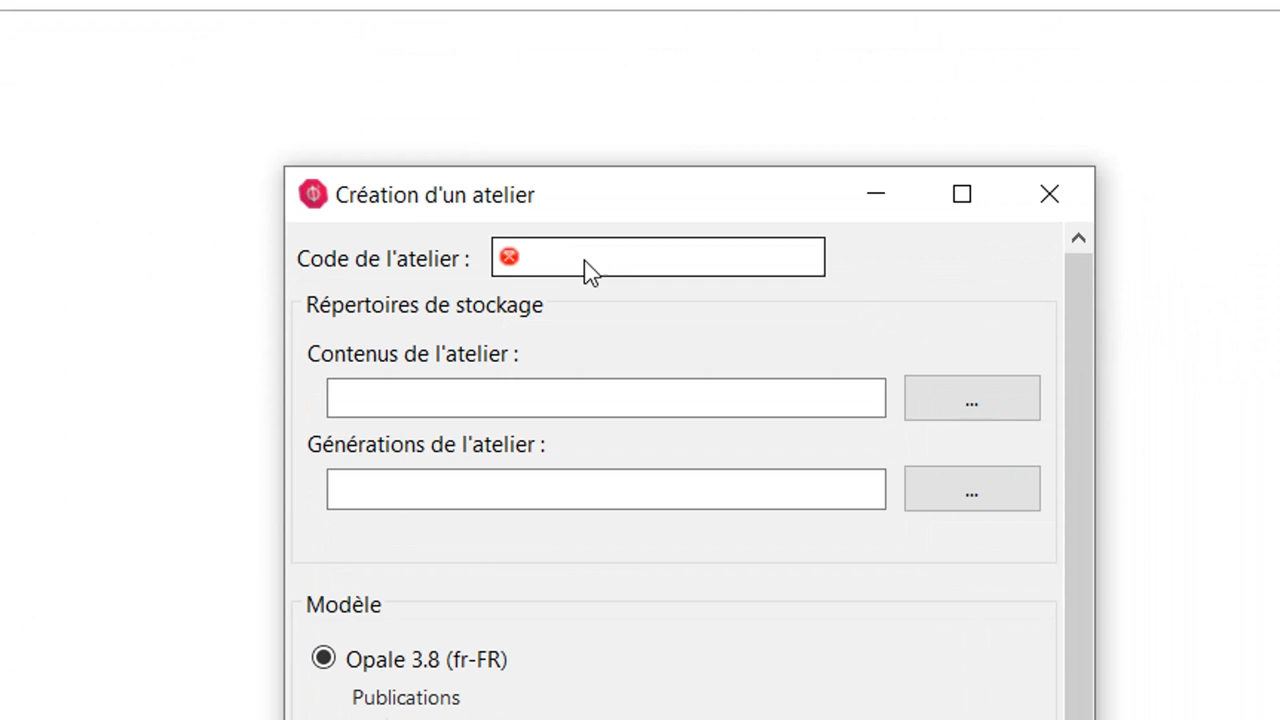 Création d'un atelier
Code de l'atelier :
Répertoires de stockage
Contenus de l'atelier :
...
Générations de l'atelier :
...
Modèle
Opale 3.8 (fr-FR)
Publications